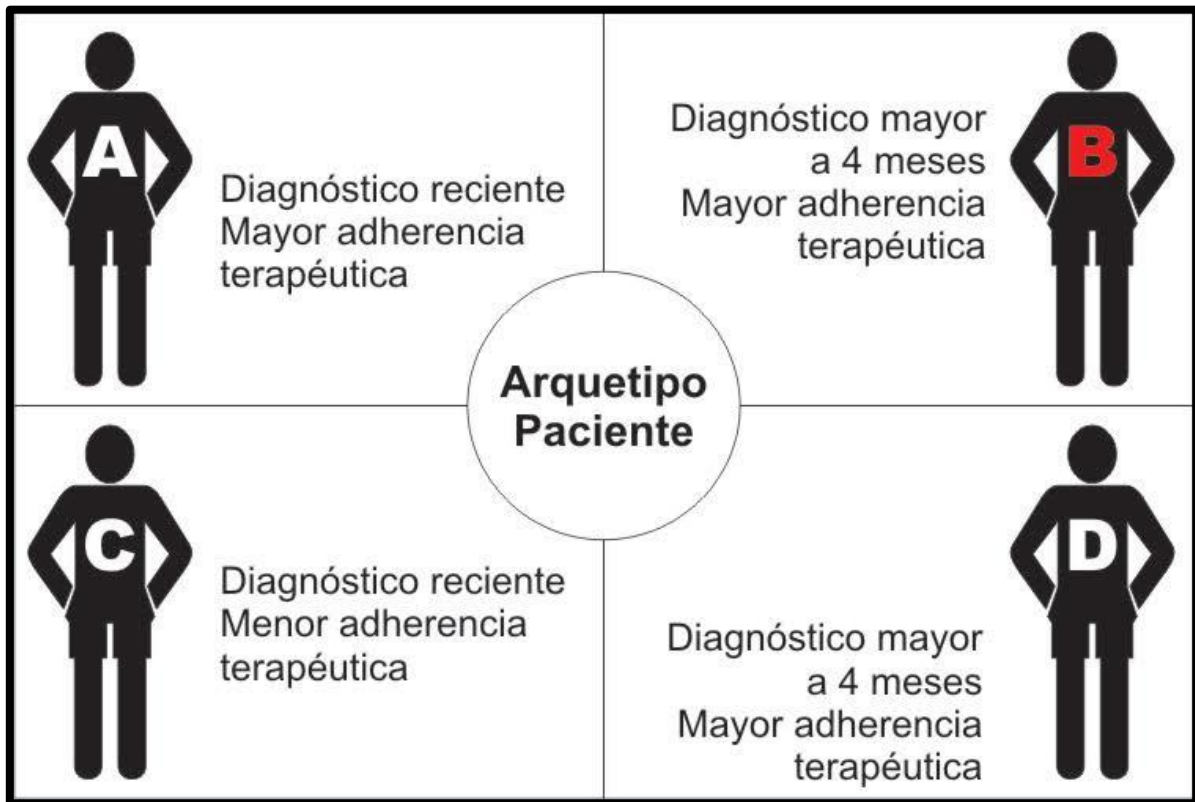 A
Diagnóstico reciente
Mayor adherencia
terapéutica
Diagnóstico mayor
a 4 meses
Mayor adherencia
terapéutica
B
Arquetipo
Paciente
C
Diagnóstico reciente
Menor adherencia
terapéutica
Diagnóstico mayor
a 4 meses
Mayor adherencia
terapéutica
D